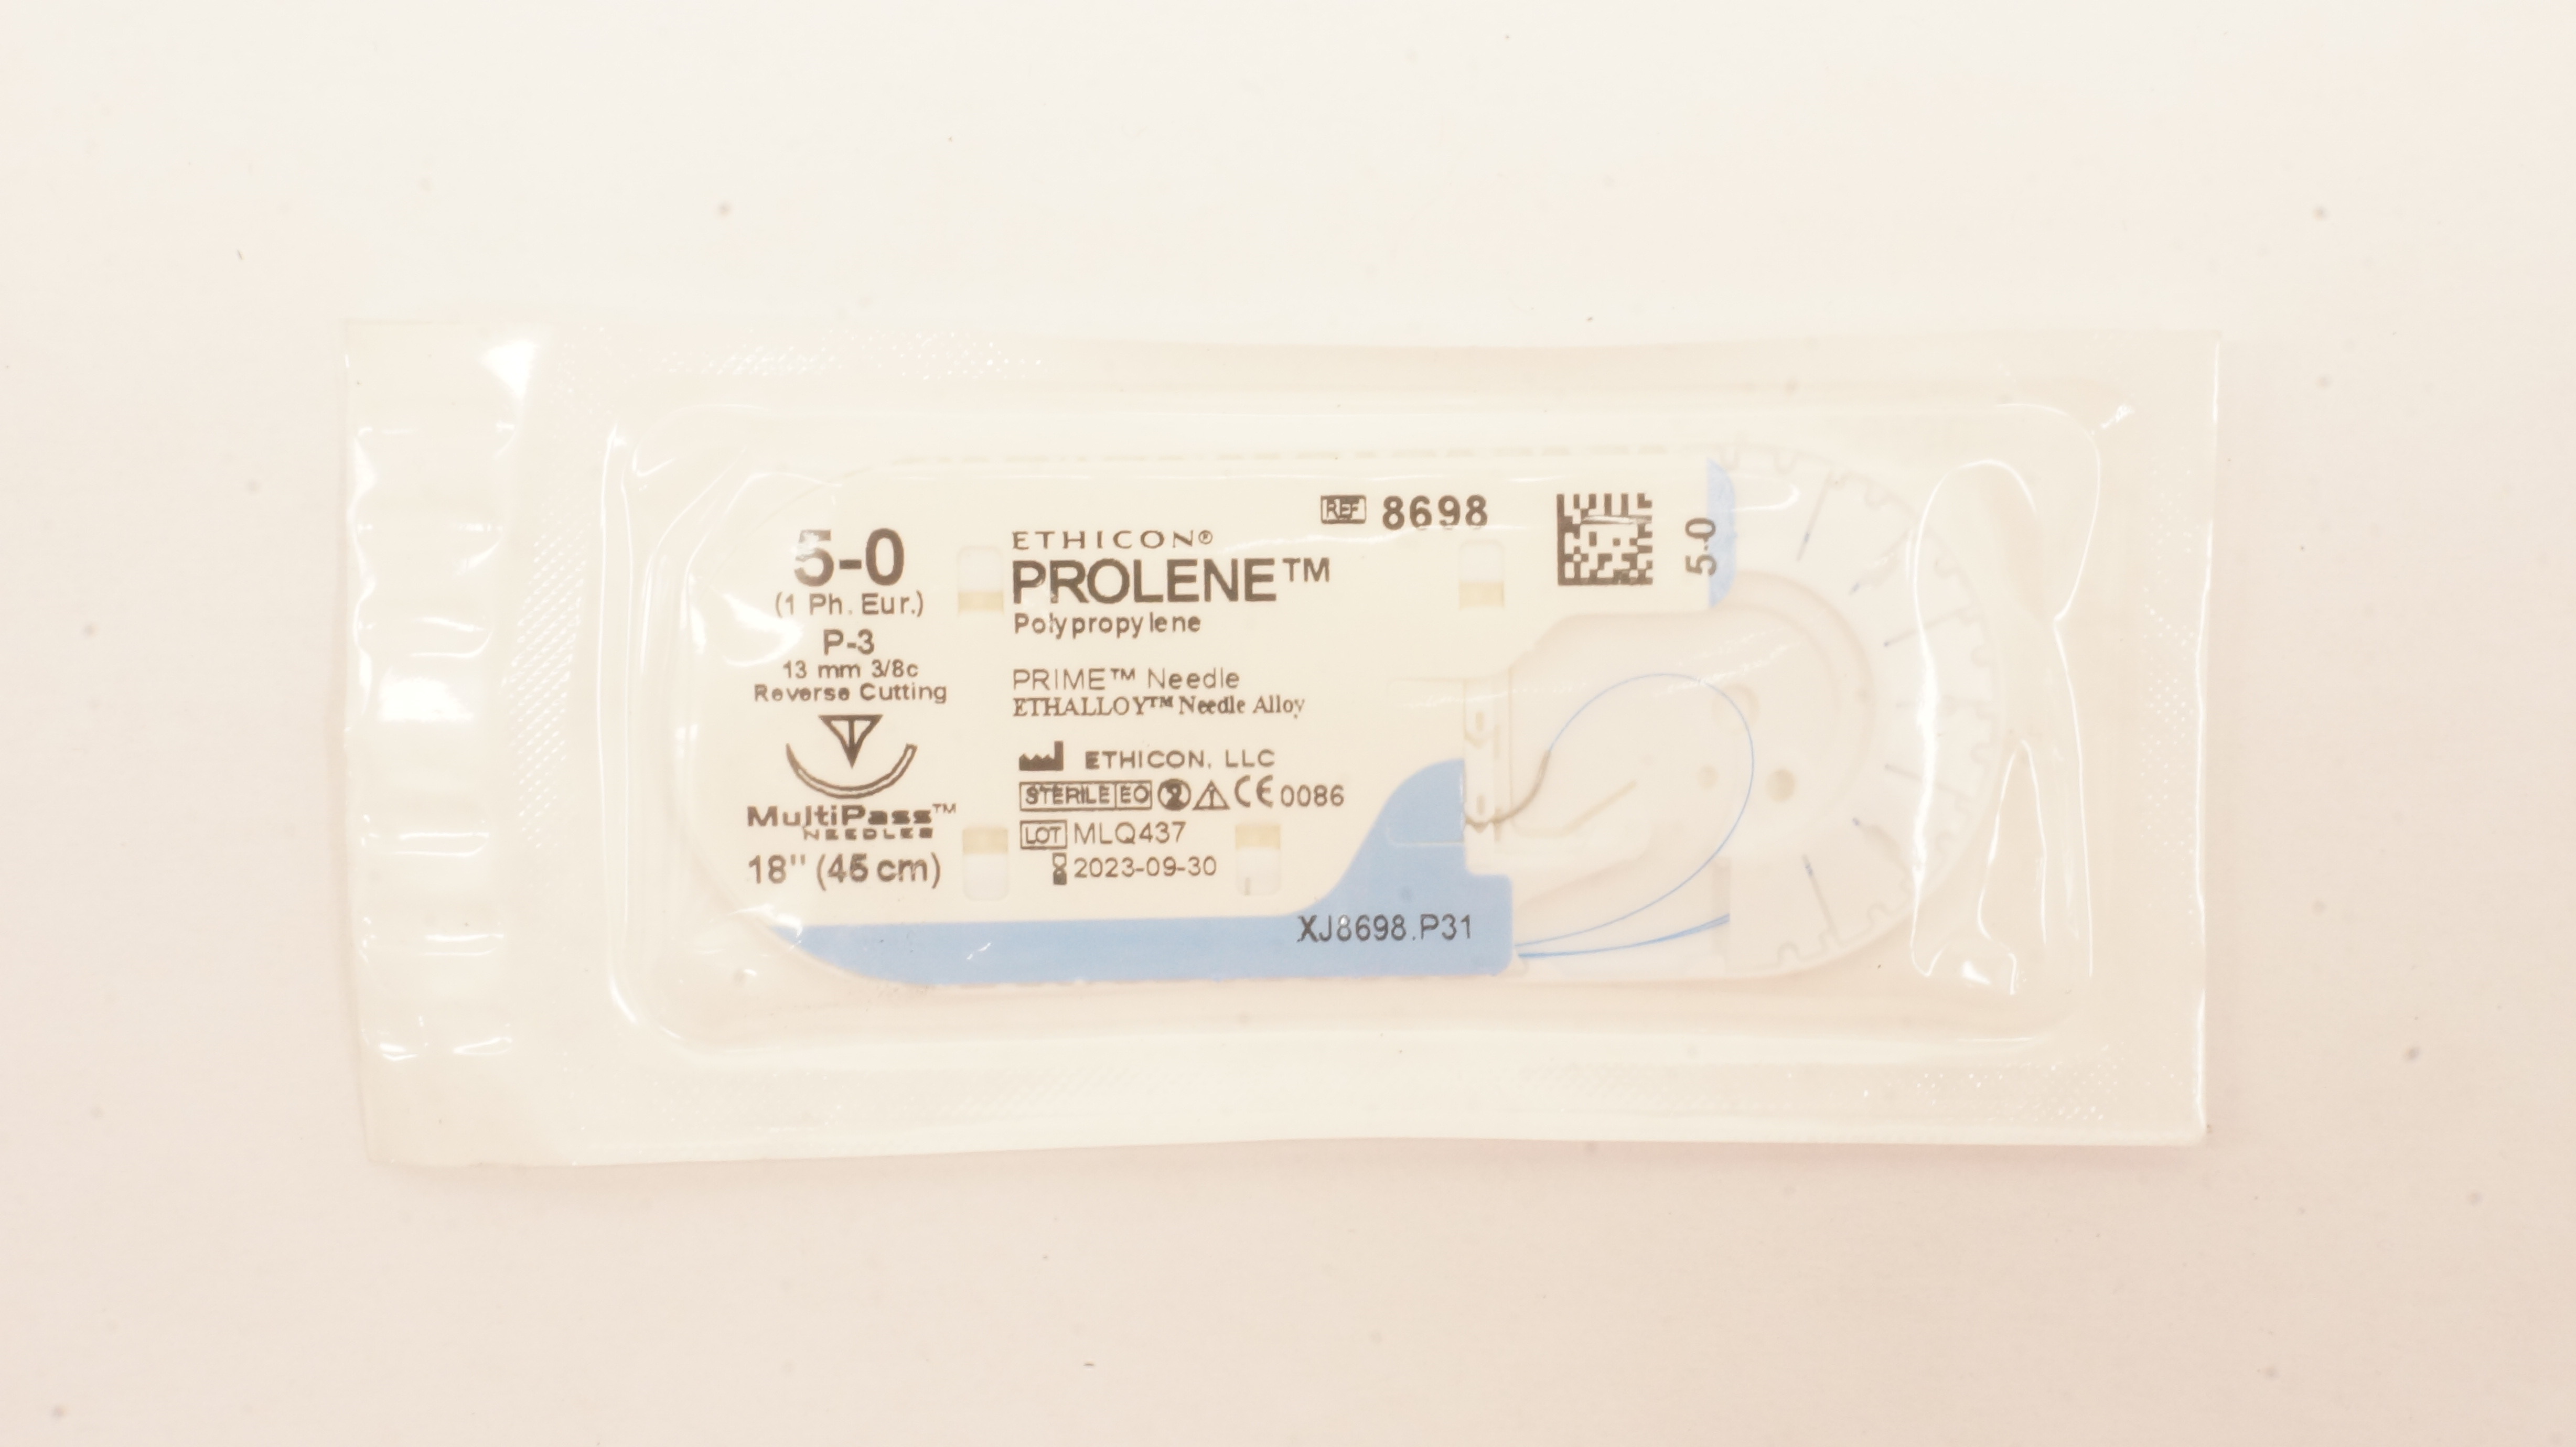 5-0
(1 Ph. Eur.)
P-3
13 mm 3/8c
Reverse Cutting
MultiPass™
NEEDLES
18" (45 cm)
REF 8698
ETHICON®
PROLENE™
Polypropylene
PRIME™ Needle
ETHALLOY™ Needle Alloy
ETHICON, LLC
STERILE EO 2 CE 0086
LOT MLQ437
2023-09-30
XJ8698.P31
5-0